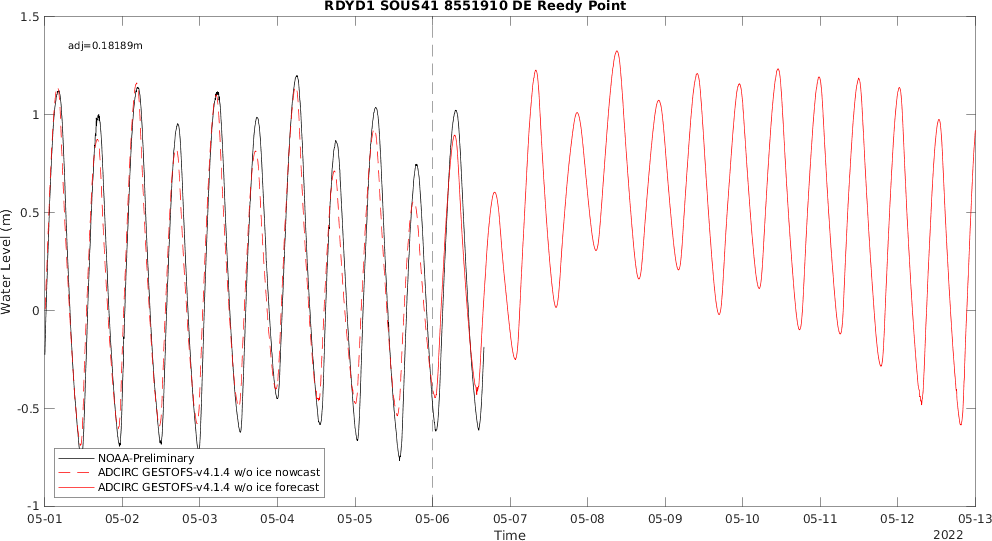 RDYD1 SOUS41 8551910 DE Reedy Point
adj=0.18189m
Water Level (m)
1.5
1
0.5
0
-0.5
-1
NOAA-Preliminary
ADCIRC GESTOFS-v4.1.4 w/o ice nowcast
ADCIRC GESTOFS-v4.1.4 w/o ice forecast
05-01 05-02 05-03 05-04 05-05 05-06 05-07 05-08 05-09 05-10 05-11 05-12 05-13
Time
2022